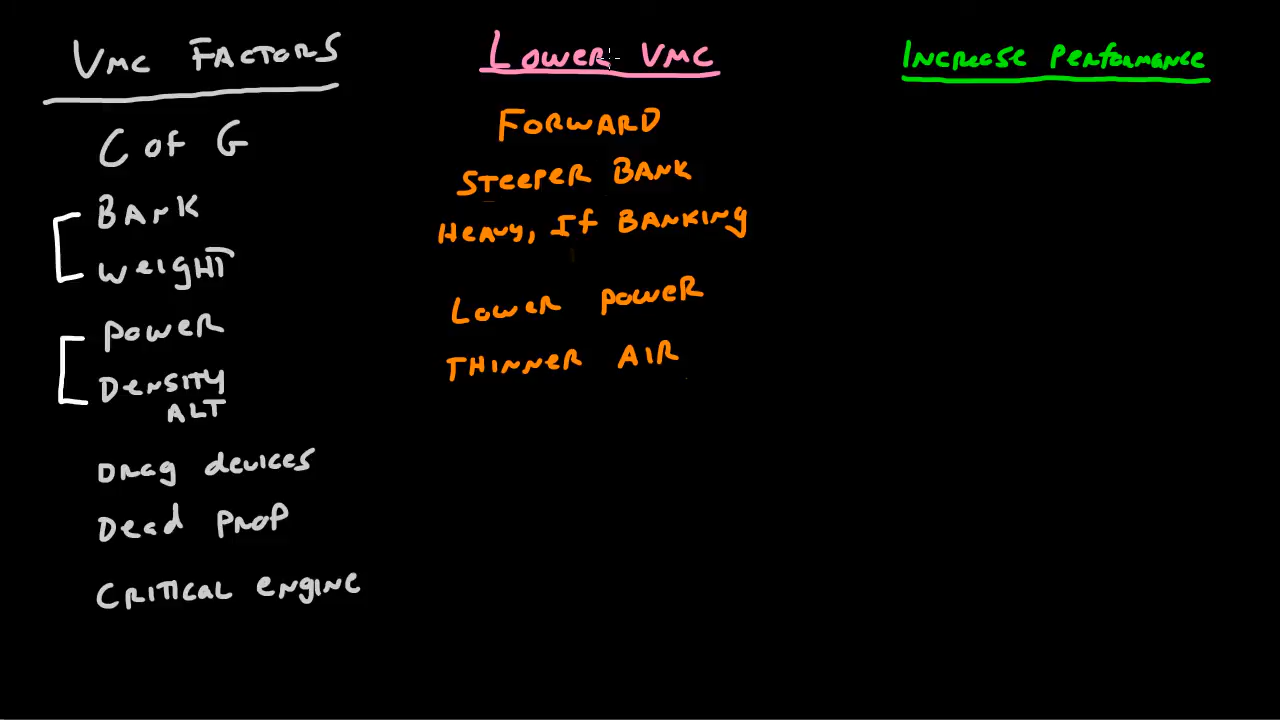 Vmc Factors
C of G
Bank
Weight
Power
Density
Alt
Drag devices
Dead Prop
Critical engine
Lower Vmc
Forward
Steeper Bank
Heavy, If Banking
Lower Power
Thinner Air
Increase Performance